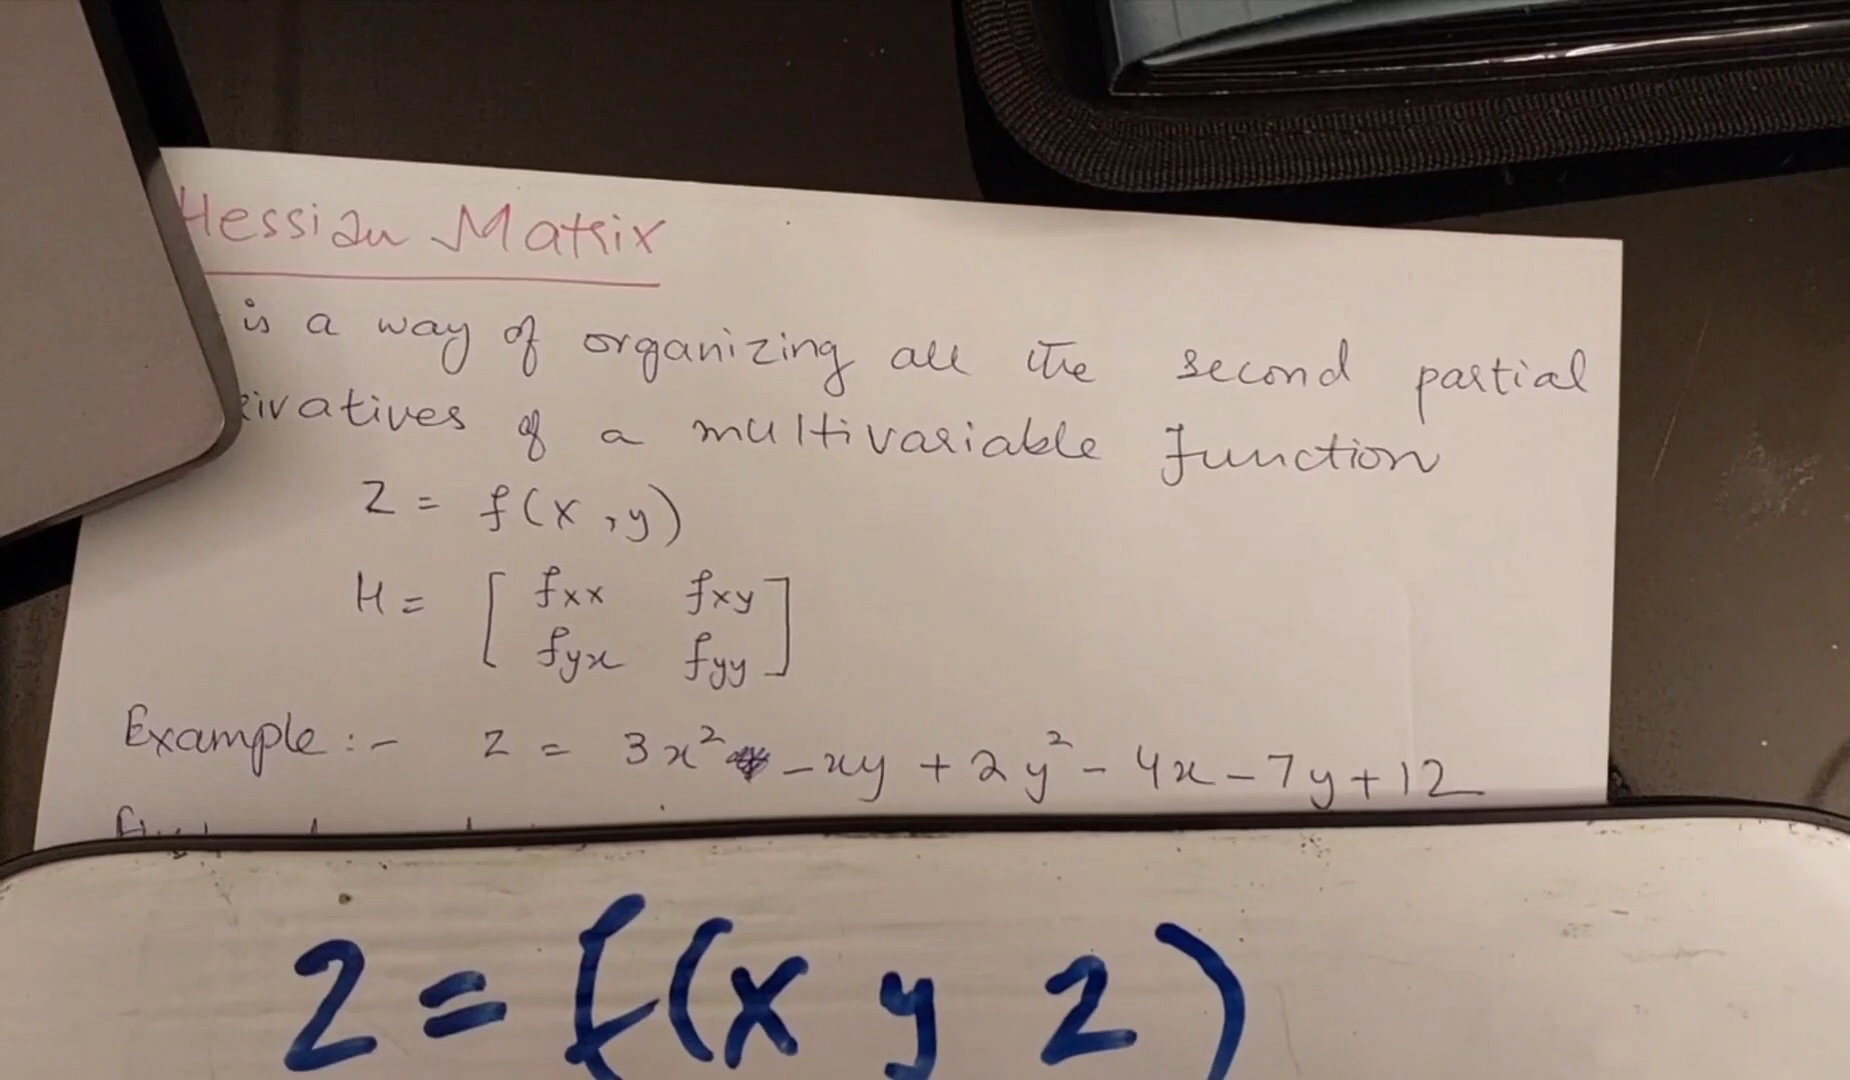 Hessian Matrix
is a way of organizing all the second partial
rivatives of a multivariable function
z = f(x,y)
H = [ fxx fxy
fyx fyy ]
Example :- z = 3x² - xy + 2y² - 4x - 7y + 12
z = f(x y z)